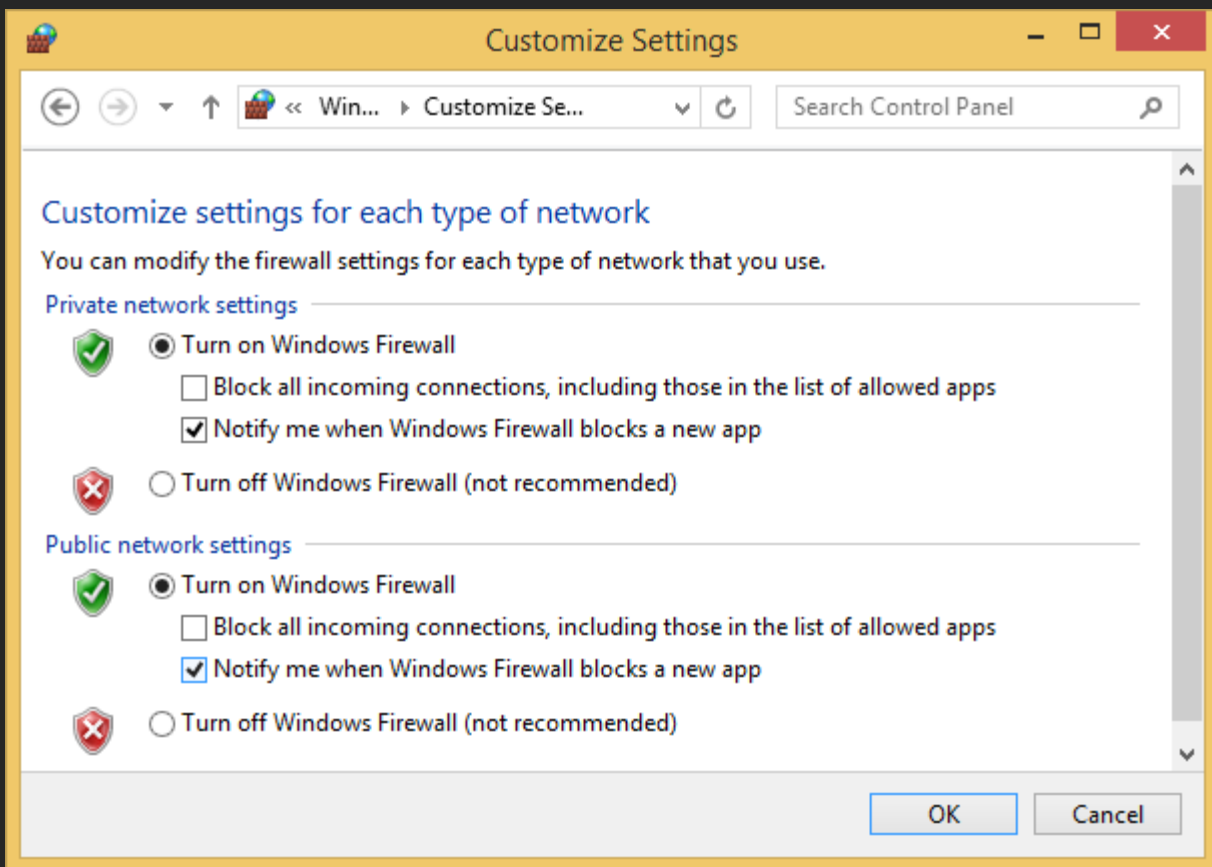 Customize Settings
« Win... Customize Se... Search Control Panel
Customize settings for each type of network
You can modify the firewall settings for each type of network that you use.
Private network settings
Turn on Windows Firewall
Block all incoming connections, including those in the list of allowed apps
Notify me when Windows Firewall blocks a new app
Turn off Windows Firewall (not recommended)
Public network settings
Turn on Windows Firewall
Block all incoming connections, including those in the list of allowed apps
Notify me when Windows Firewall blocks a new app
Turn off Windows Firewall (not recommended)
OK Cancel